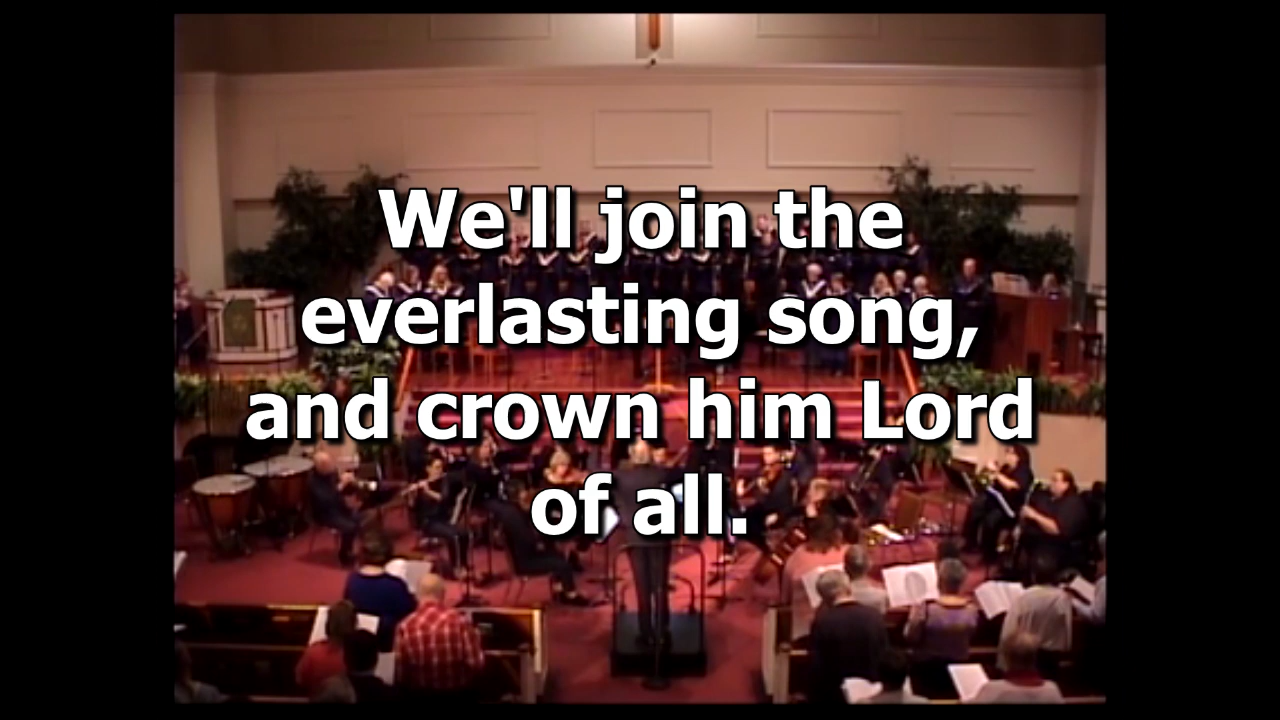 We'll join the
everlasting song,
and crown him Lord
of all.